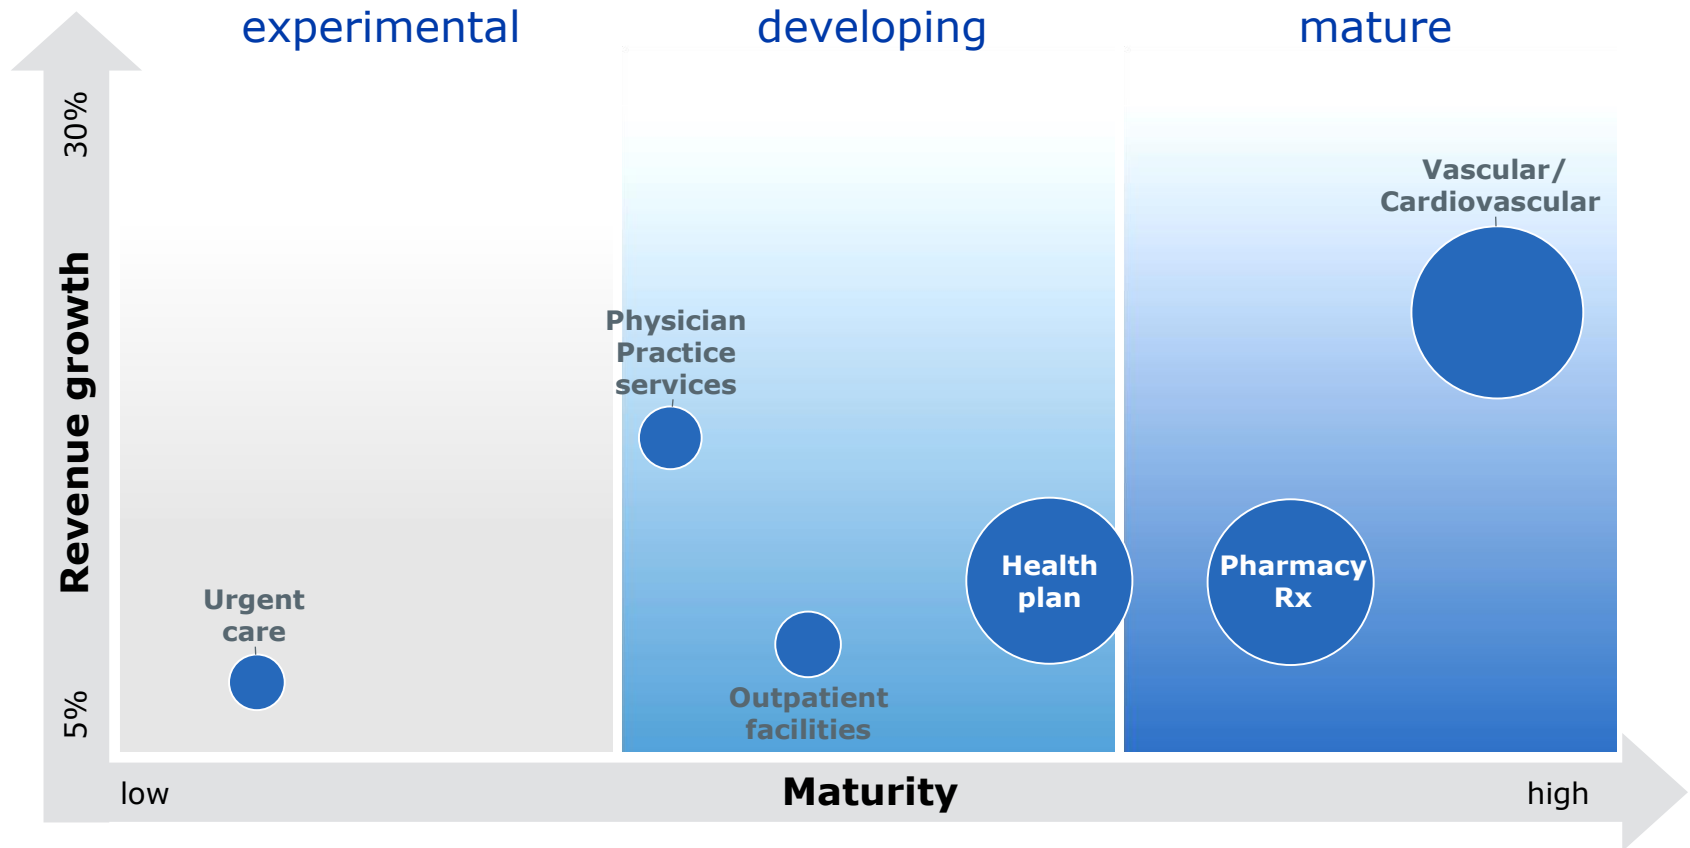 experimental
developing
mature
30%
Revenue growth
5%
Vascular/
Cardiovascular
Physician
Practice
services
Health
plan
Pharmacy
Rx
Urgent
care
Outpatient
facilities
low
Maturity
high